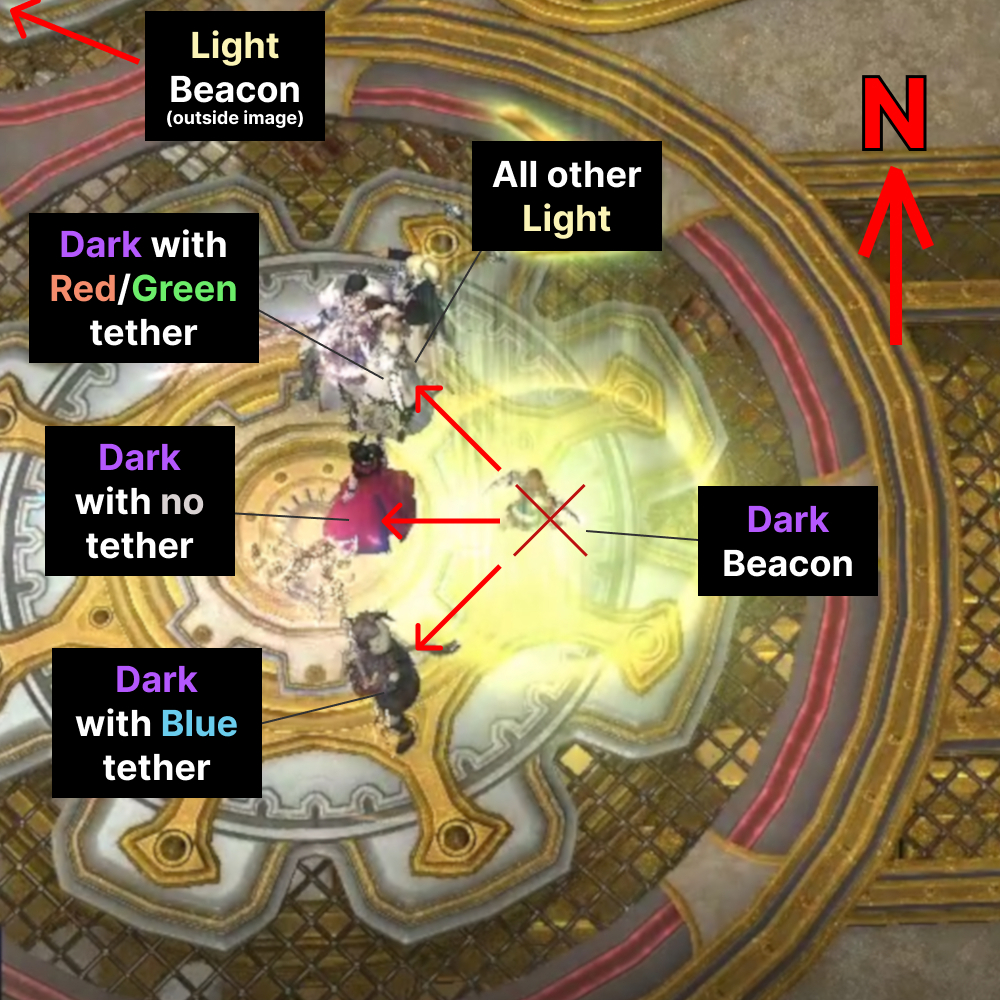 Light
Beacon
(outside image)
N
All other
Light
Dark with
Red/Green
tether
Dark
with no
tether
Dark
Beacon
Dark
with Blue
tether